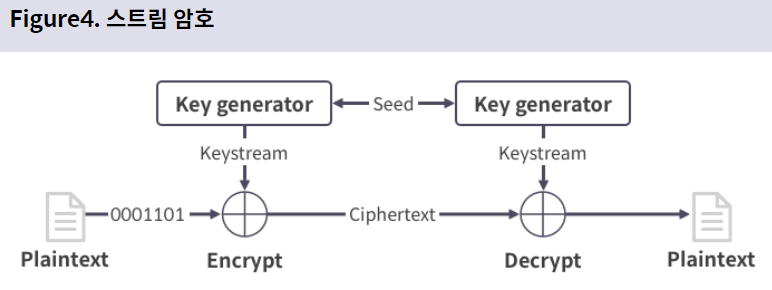 Figure4. 스트림 암호
Key generator
Seed
Key generator
Keystream
Keystream
0001101
Ciphertext
Plaintext
Encrypt
Decrypt
Plaintext